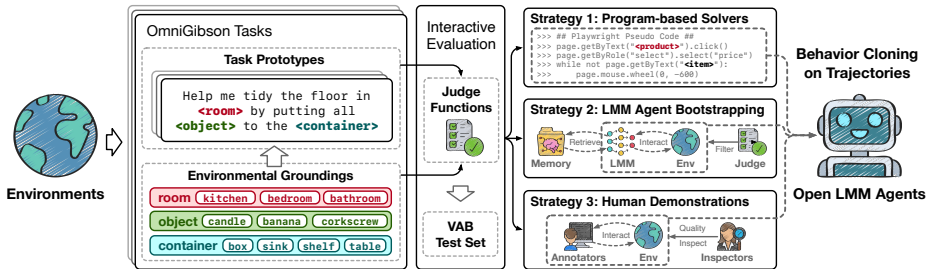 Environments
OmniGibson Tasks
Task Prototypes
Help me tidy the floor in
<room> by putting all
<object> to the <container>
Environmental Groundings
room kitchen bedroom bathroom
object candle banana corkscrew
container box sink shelf table
Interactive
Evaluation
Judge
Functions
VAB
Test Set
Strategy 1: Program-based Solvers
>>> ## Playwright Pseudo Code ##
>>> page.getByText("<product>").click()
>>> page.getByRole("select").select("price")
>>> while not page.getByText("<item>"):
>>>     page.mouse.wheel(0, -600)
Strategy 2: LMM Agent Bootstrapping
Retrieve
Interact
Filter
Memory
LMM
Env
Judge
Strategy 3: Human Demonstrations
Interact
Quality
Inspect
Annotators
Env
Inspectors
Behavior Cloning
on Trajectories
Open LMM Agents